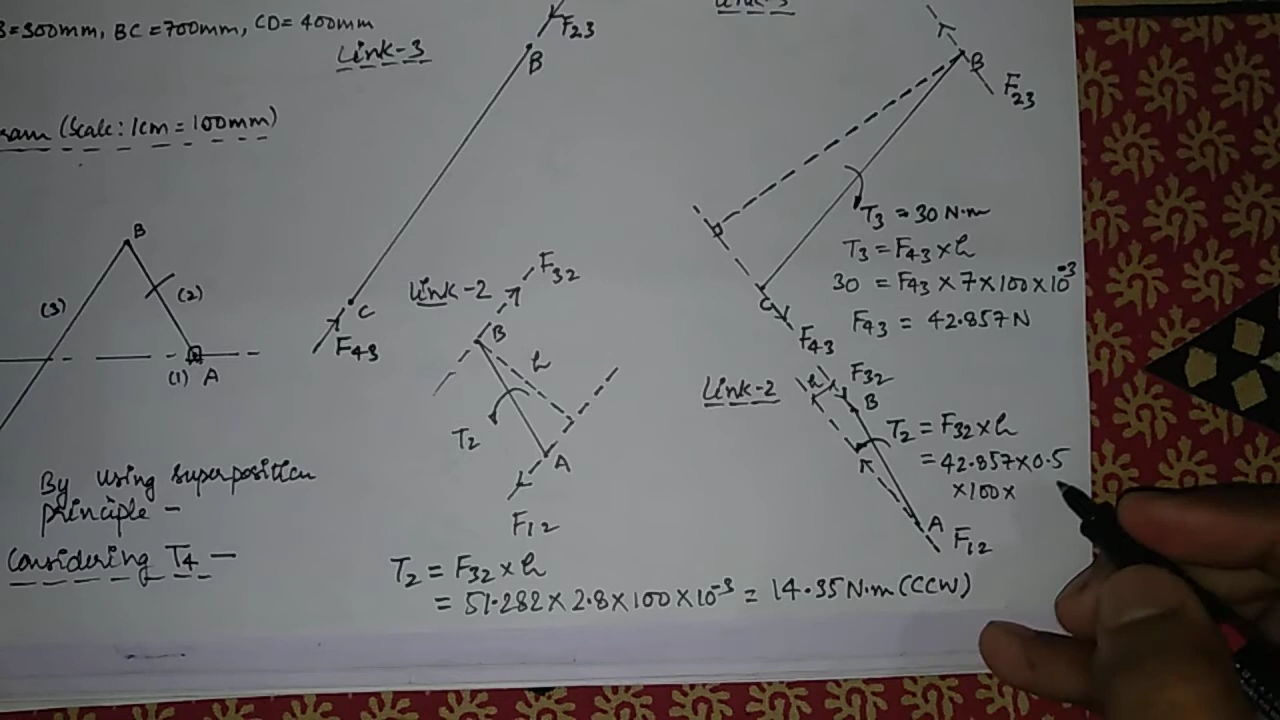 B=300mm, BC=700mm, CD=400mm
(Scale: 1cm=100mm)
B
(3)
(2)
(1) A
By using superposition
principle -
Considering T4 -
Link-3
F23
B
C
F43
Link-2
F32
B
h
T2
A
F12
T2 = F32 × h
= 51.282 × 2.8 × 100 × 10⁻³ = 14.35 N.m (CCW)
B
F23
T3 = 30 N.m
T3 = F43 × h
30 = F43 × 7 × 100 × 10⁻³
F43 = 42.857 N
C
F43
Link-2
h
F32
B
T2 = F32 × h
= 42.857 × 0.5
× 100 ×
A
F12